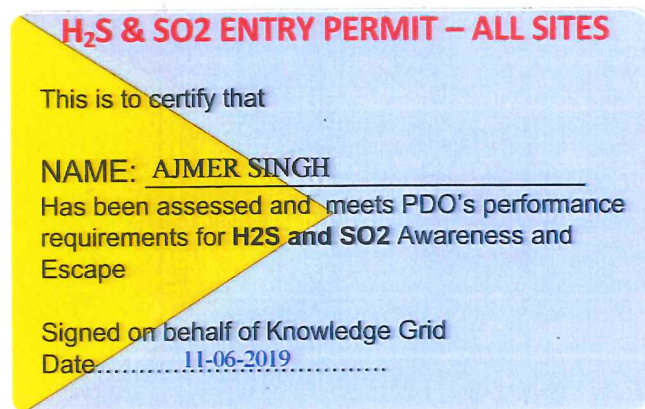 H₂S & SO2 ENTRY PERMIT – ALL SITES
This is to certify that
NAME: AJMER SINGH
Has been assessed and meets PDO's performance
requirements for H2S and SO2 Awareness and
Escape
Signed on behalf of Knowledge Grid
Date.......11-06-2019.......